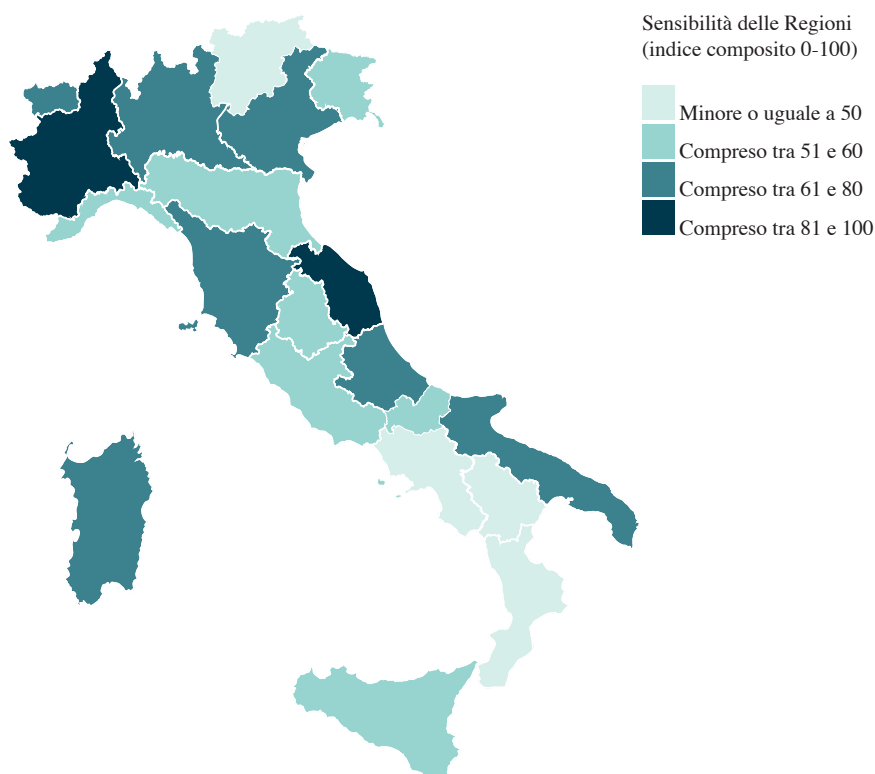 Sensibilità delle Regioni
(indice composito 0-100)
Minore o uguale a 50
Compreso tra 51 e 60
Compreso tra 61 e 80
Compreso tra 81 e 100